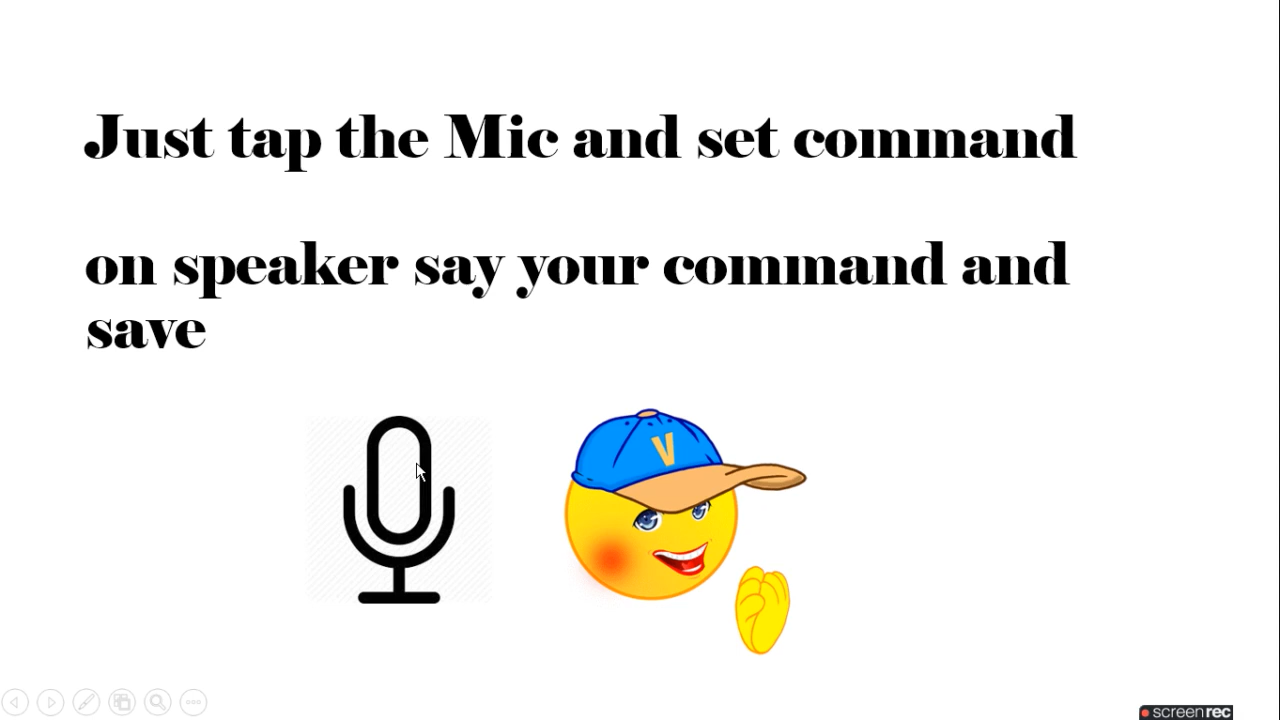 Just tap the Mic and set command
on speaker say your command and
save
V
screenrec